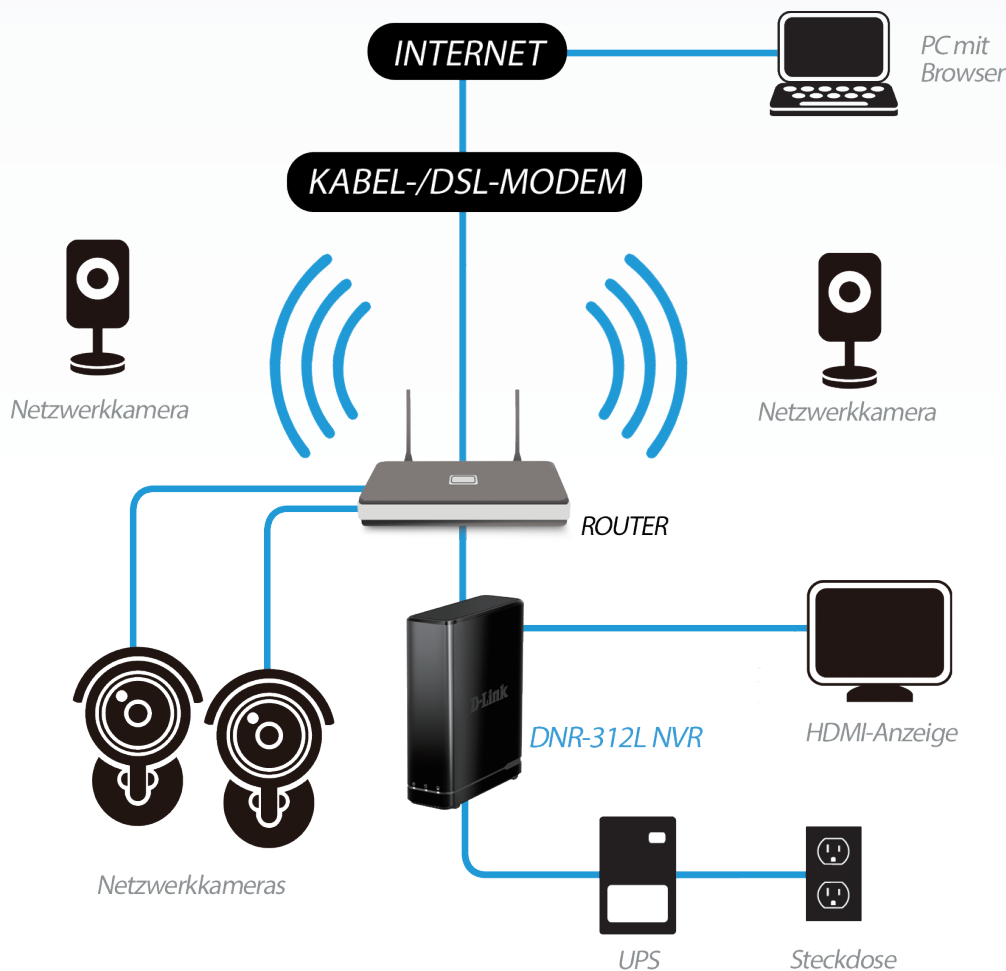 INTERNET
PC mit
Browser
KABEL-/DSL-MODEM
Netzwerkkamera
Netzwerkkamera
ROUTER
D-Link
DNR-312L NVR
HDMI-Anzeige
Netzwerkkameras
UPS
Steckdose